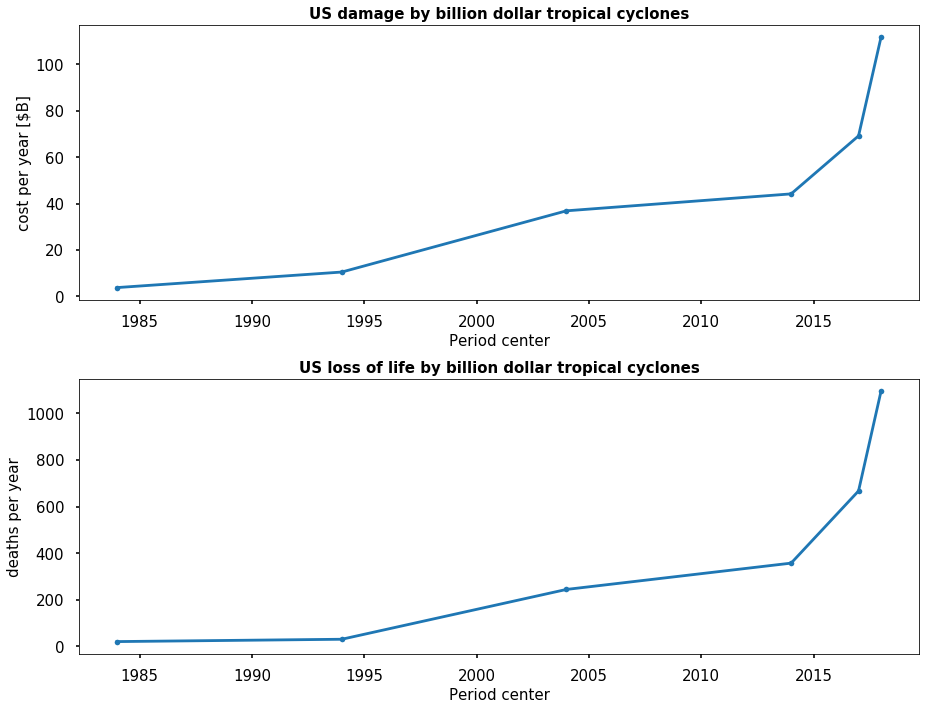 US damage by billion dollar tropical cyclones
cost per year [$B]
100
80
60
40
20
0
1985 1990 1995 2000 2005 2010 2015
Period center
US loss of life by billion dollar tropical cyclones
deaths per year
1000
800
600
400
200
0
1985 1990 1995 2000 2005 2010 2015
Period center